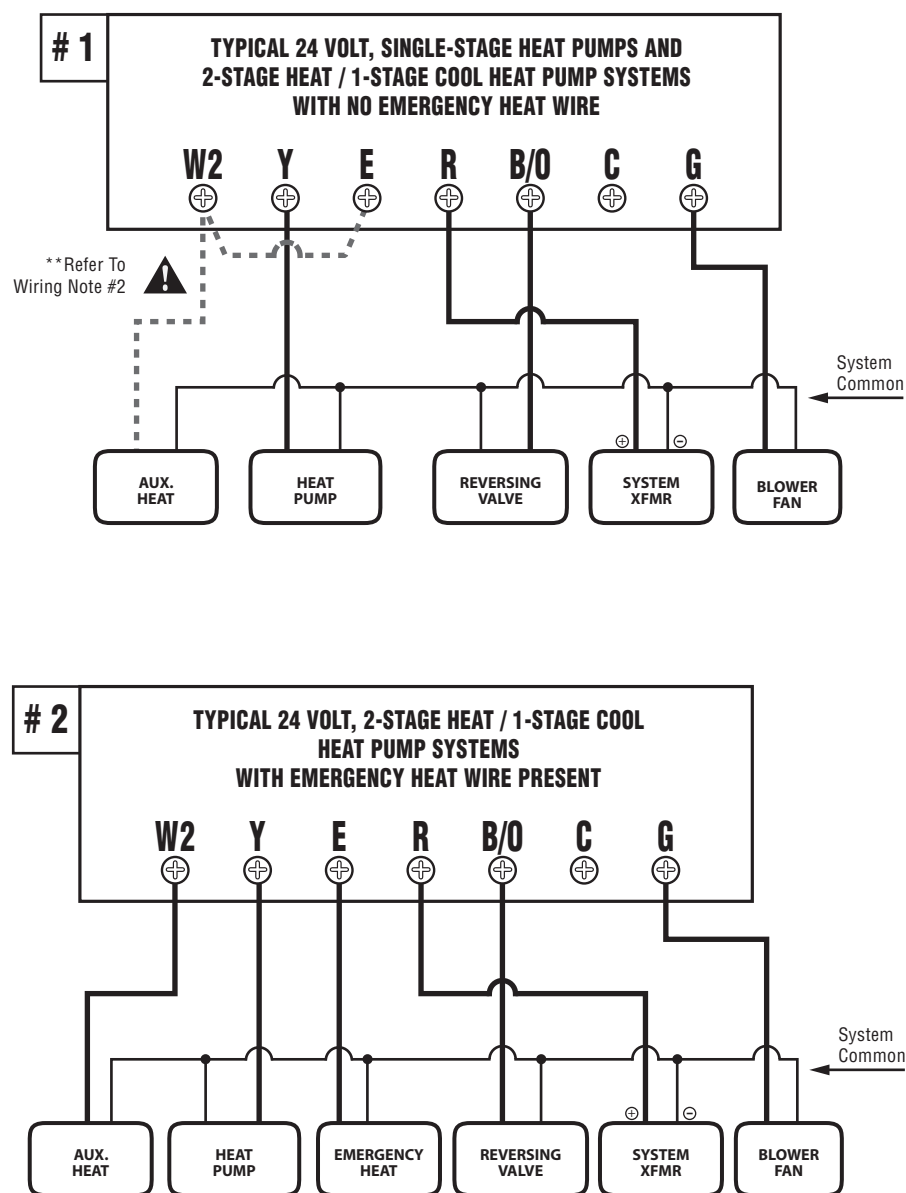 # 1
TYPICAL 24 VOLT, SINGLE-STAGE HEAT PUMPS AND
2-STAGE HEAT / 1-STAGE COOL HEAT PUMP SYSTEMS
WITH NO EMERGENCY HEAT WIRE
W2 Y E R B/O C G
**Refer To
Wiring Note #2
!
System
Common
+ −
AUX.
HEAT
HEAT
PUMP
REVERSING
VALVE
SYSTEM
XFMR
BLOWER
FAN
# 2
TYPICAL 24 VOLT, 2-STAGE HEAT / 1-STAGE COOL
HEAT PUMP SYSTEMS
WITH EMERGENCY HEAT WIRE PRESENT
W2 Y E R B/O C G
System
Common
+ −
AUX.
HEAT
HEAT
PUMP
EMERGENCY
HEAT
REVERSING
VALVE
SYSTEM
XFMR
BLOWER
FAN